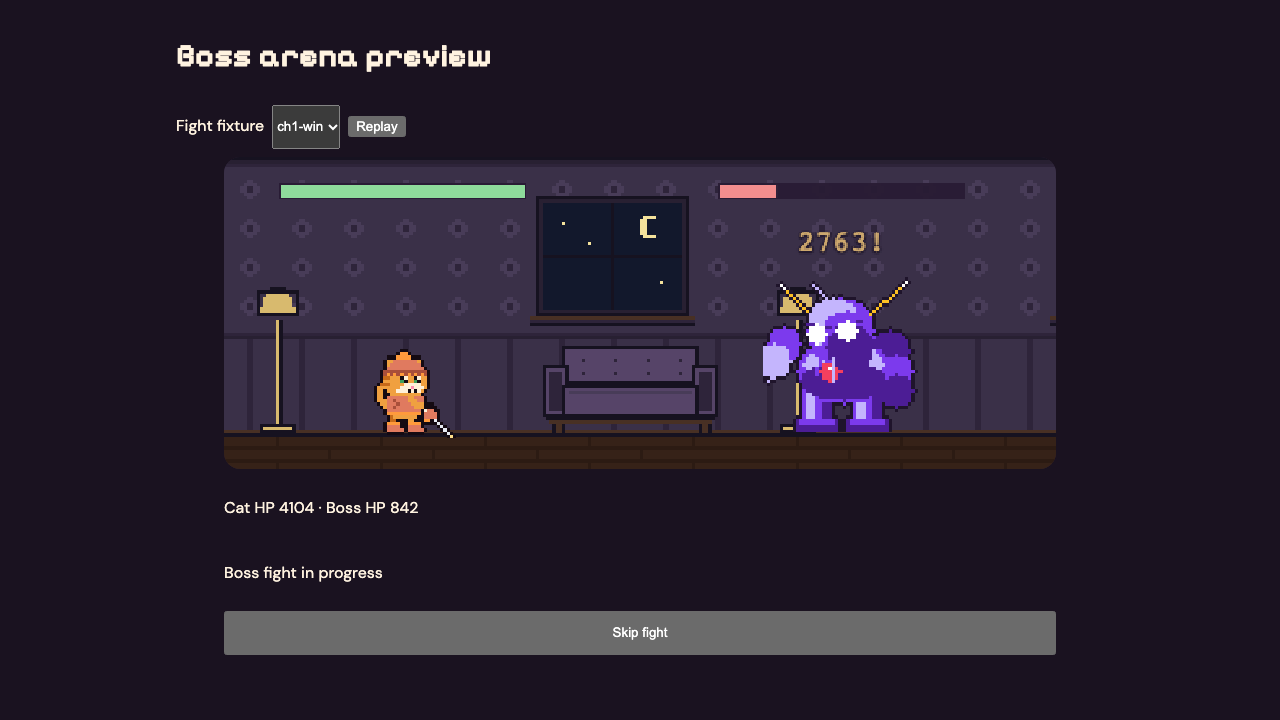 Boss arena preview
Fight fixture ch1-win Replay
2763!
Cat HP 4104 · Boss HP 842
Boss fight in progress
Skip fight